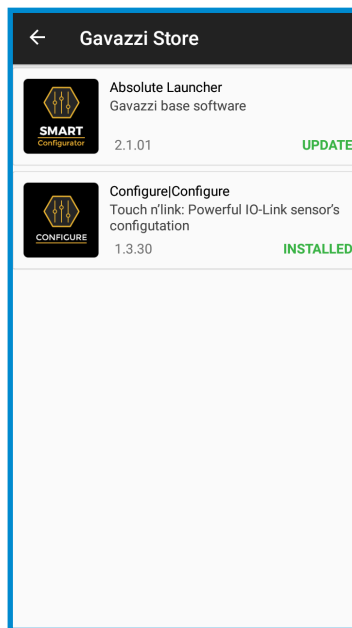 Gavazzi Store
Absolute Launcher
Gavazzi base software
SMART
Configurator
2.1.01
UPDATE
Configure|Configure
Touch n'link: Powerful IO-Link sensor's
configutation
CONFIGURE
1.3.30
INSTALLED